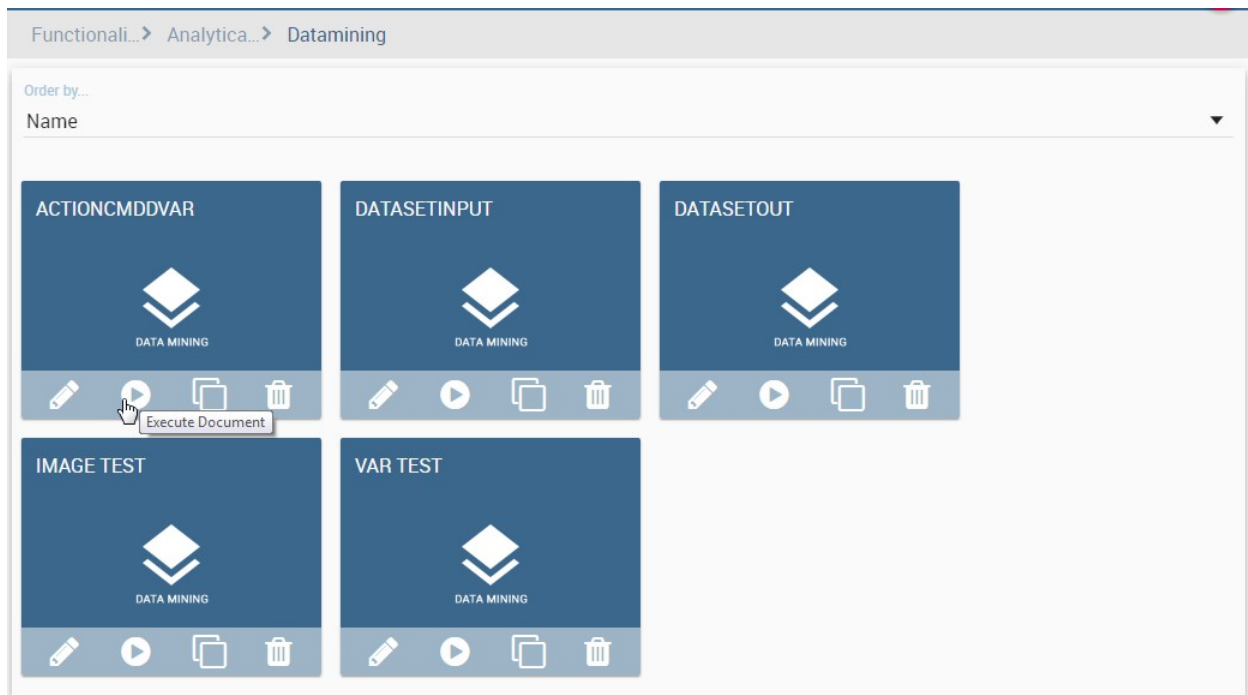 Functionali...> Analytica...> Datamining
Order by...
Name
ACTIONCMDDVAR
DATA MINING
DATASETINPUT
DATA MINING
DATASETOUT
DATA MINING
Execute Document
IMAGE TEST
DATA MINING
VAR TEST
DATA MINING